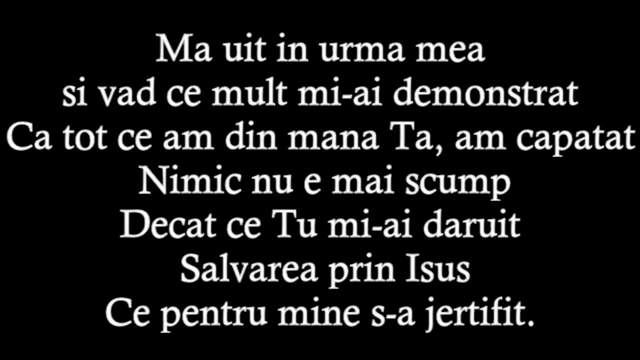 Ma uit in urma mea
si vad ce mult mi-ai demonstrat
Ca tot ce am din mana Ta, am capatat
Nimic nu e mai scump
Decat ce Tu mi-ai daruit
Salvarea prin Isus
Ce pentru mine s-a jertifit.